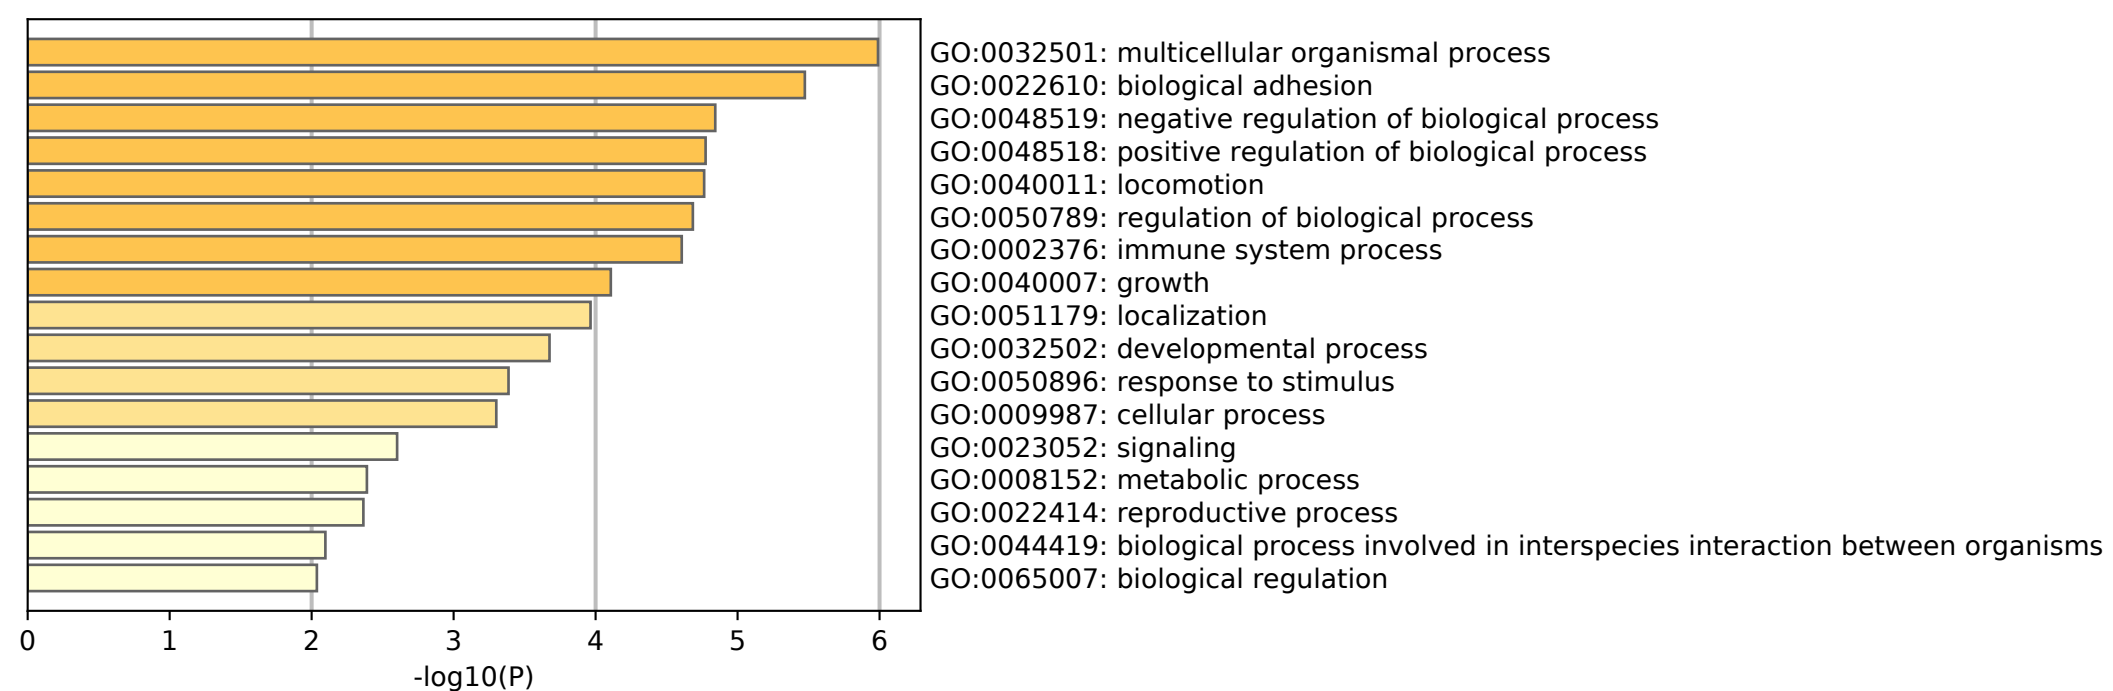 GO:0032501: multicellular organismal process
GO:0022610: biological adhesion
GO:0048519: negative regulation of biological process
GO:0048518: positive regulation of biological process
GO:0040011: locomotion
GO:0050789: regulation of biological process
GO:0002376: immune system process
GO:0040007: growth
GO:0051179: localization
GO:0032502: developmental process
GO:0050896: response to stimulus
GO:0009987: cellular process
GO:0023052: signaling
GO:0008152: metabolic process
GO:0022414: reproductive process
GO:0044419: biological process involved in interspecies interaction between organisms
GO:0065007: biological regulation
0 1 2 3 4 5 6
-log10(P)